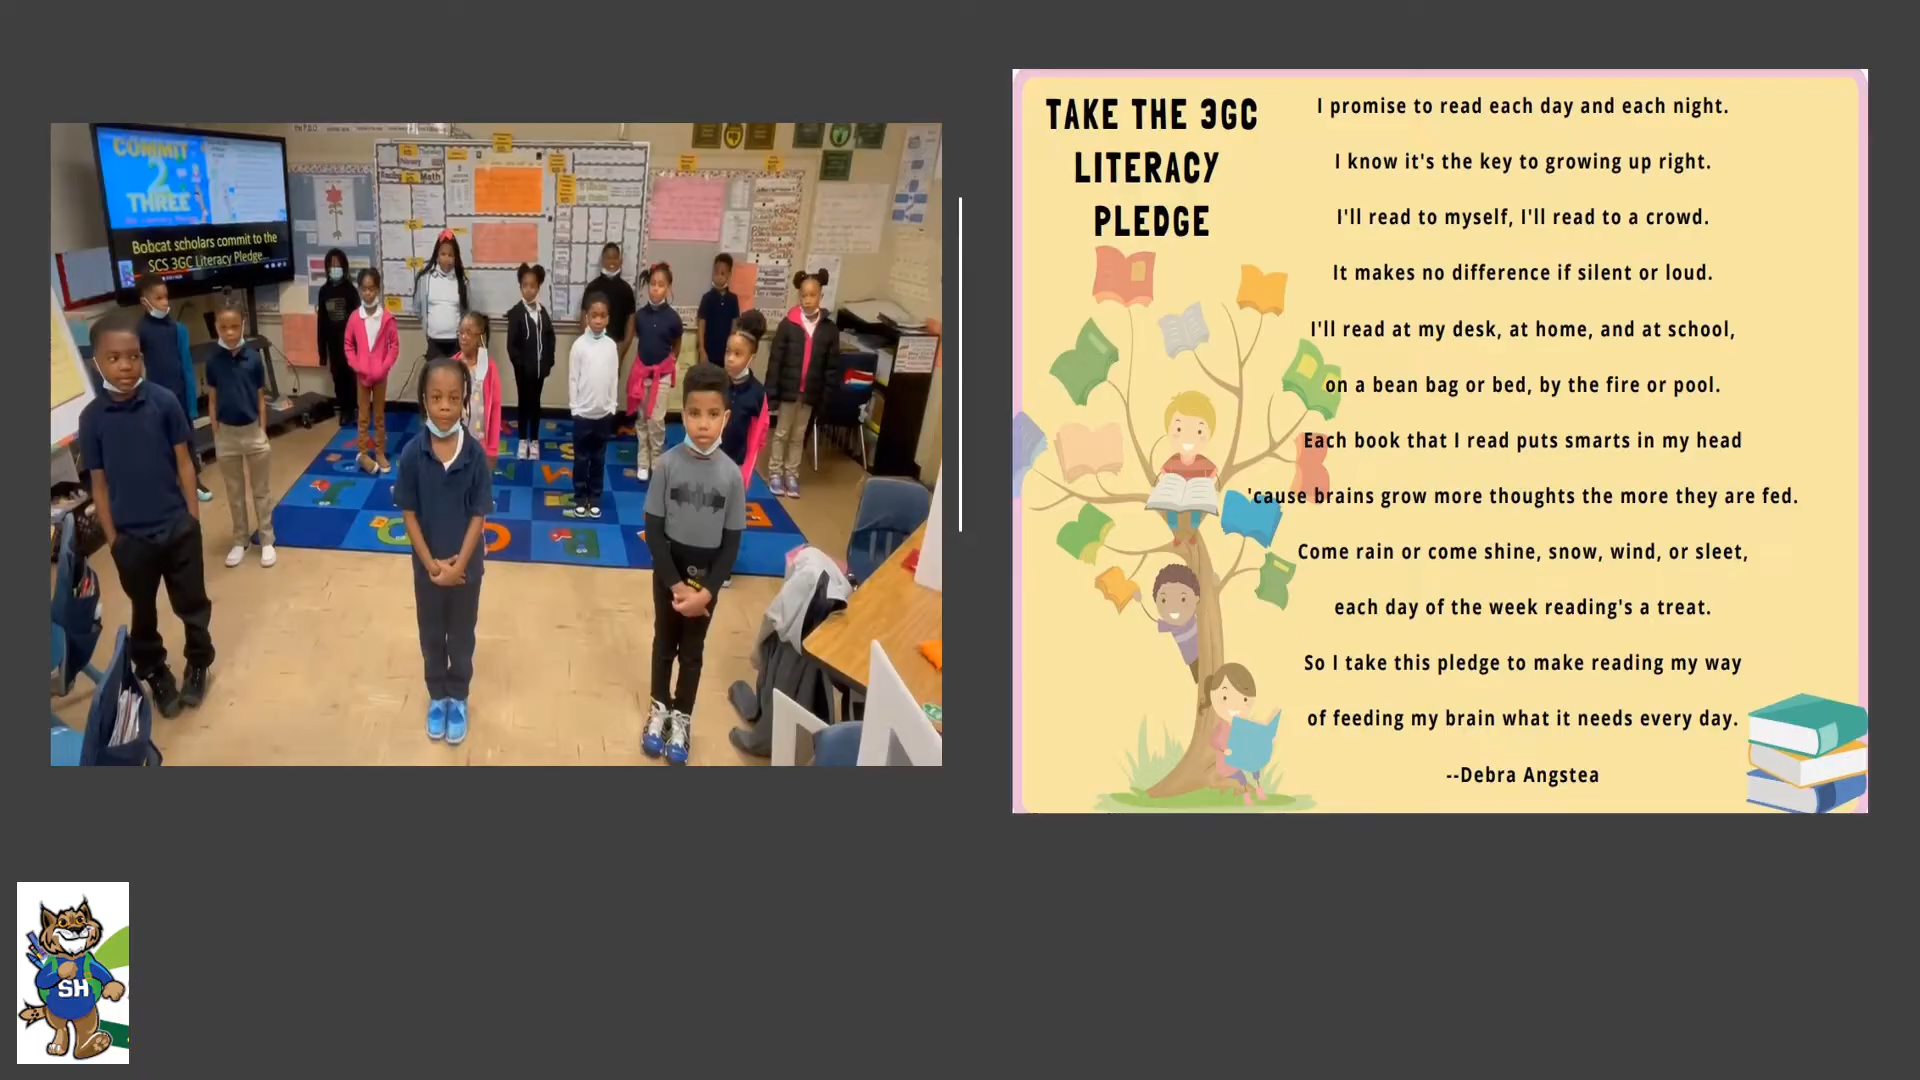 COMMIT
2
THREE
Bobcat scholars commit to the
SCS 3GC Literacy Pledge
Math
TAKE THE 3GC
LITERACY
PLEDGE
I promise to read each day and each night.
I know it's the key to growing up right.
I'll read to myself, I'll read to a crowd.
It makes no difference if silent or loud.
I'll read at my desk, at home, and at school,
on a bean bag or bed, by the fire or pool.
Each book that I read puts smarts in my head
'cause brains grow more thoughts the more they are fed.
Come rain or come shine, snow, wind, or sleet,
each day of the week reading's a treat.
So I take this pledge to make reading my way
of feeding my brain what it needs every day.
--Debra Angstea
SH